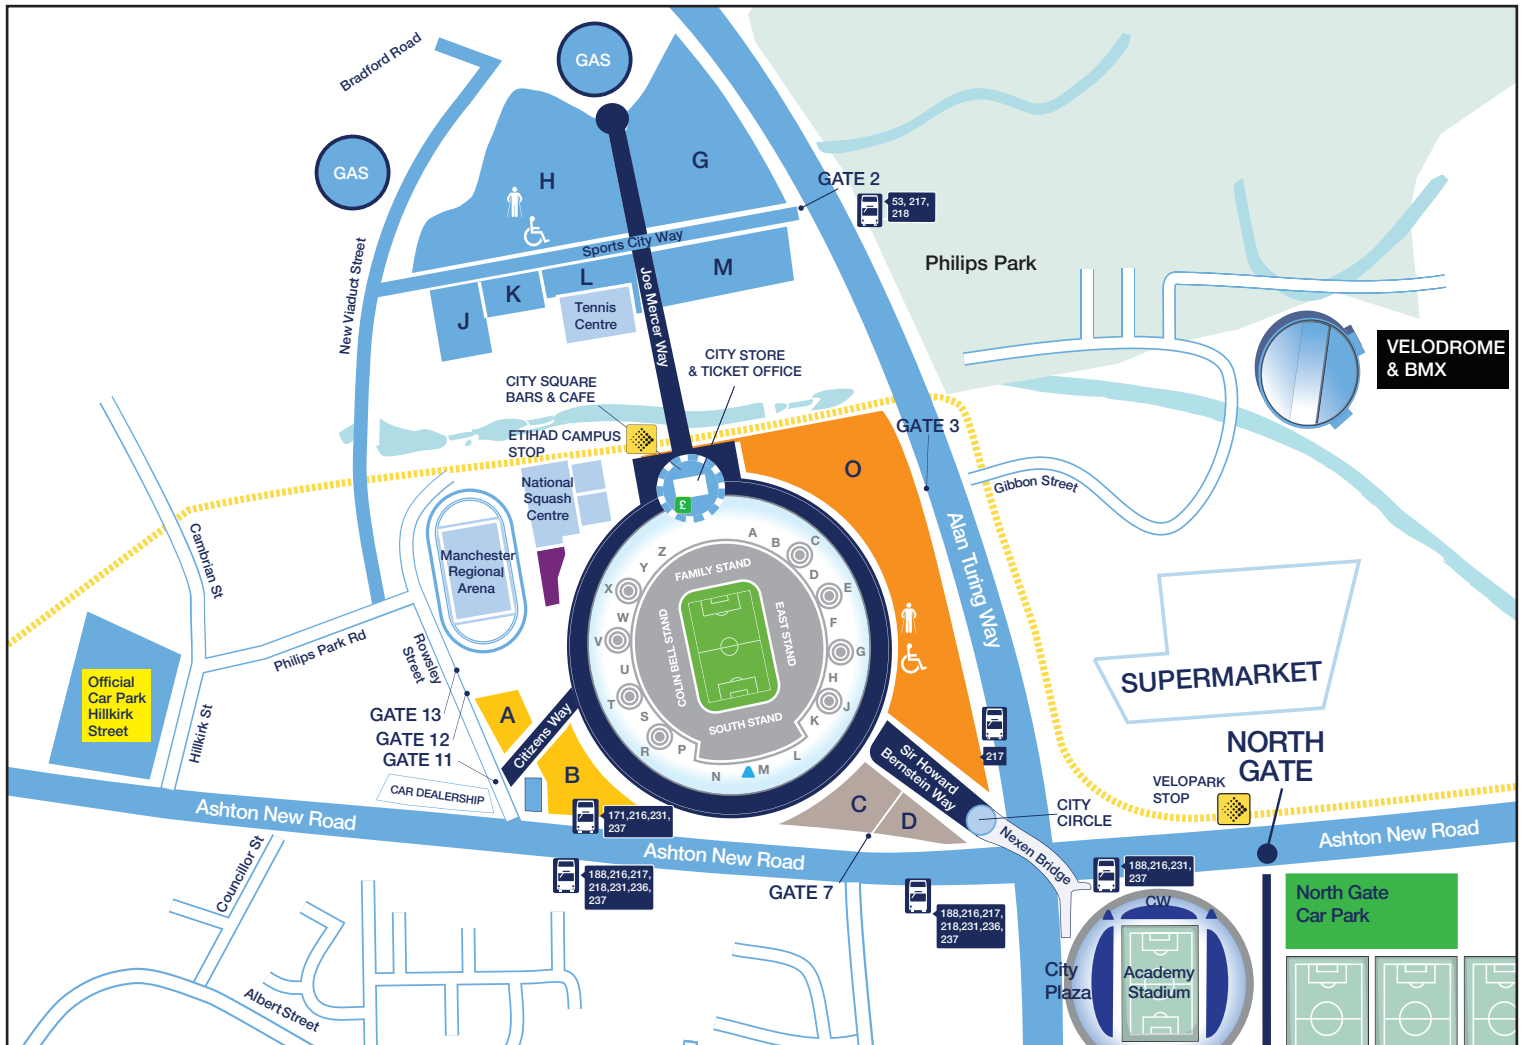 Bradford Road
GAS
GAS
H
G
GATE 2
53, 217,
218
Sports City Way
Philips Park
New Viaduct Street
J
K
L
M
Tennis
Centre
Joe Mercer Way
VELODROME
& BMX
CITY STORE
& TICKET OFFICE
CITY SQUARE
BARS & CAFE
ETIHAD CAMPUS
STOP
GATE 3
O
National
Squash
Centre
£
Gibbon Street
Alan Turing Way
Cambrian St
Manchester
Regional
Arena
A
B
C
D
E
F
G
H
J
K
L
M
N
P
R
S
T
U
V
W
X
Y
Z
FAMILY STAND
EAST STAND
COLIN BELL STAND
SOUTH STAND
Philips Park Rd
Rowsley
Street
SUPERMARKET
Official
Car Park
Hillkirk
Street
Hillkirk St
GATE 13
GATE 12
GATE 11
A
Citizens Way
B
CAR DEALERSHIP
217
Sir Howard
Bernstein Way
NORTH
GATE
VELOPARK
STOP
CITY
CIRCLE
C
D
Nexen Bridge
Ashton New Road
171,216,231,
237
Ashton New Road
Ashton New Road
GATE 7
188,216,217,
218,231,236,
237
188,216,217,
218,231,236,
237
188,216,231,
237
Councillor St
Albert Street
CW
City
Plaza
Academy
Stadium
North Gate
Car Park